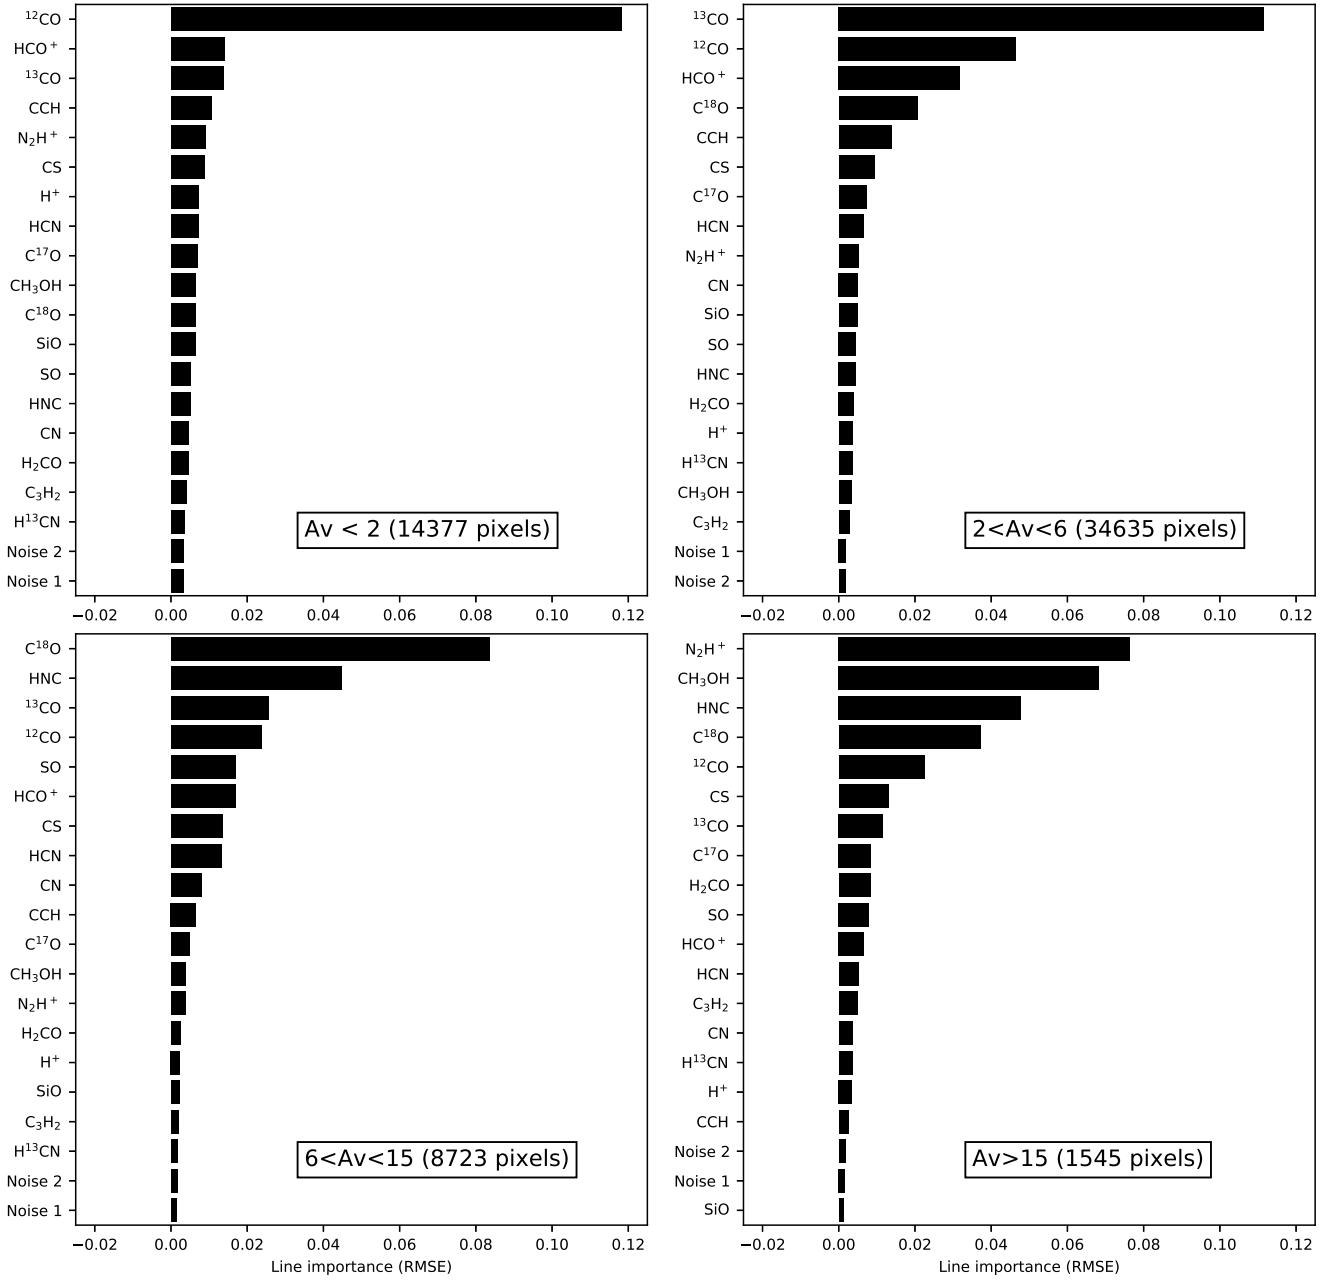 ¹²CO
HCO⁺
¹³CO
CCH
N₂H⁺
CS
H⁺
HCN
C¹⁷O
CH₃OH
C¹⁸O
SiO
SO
HNC
CN
H₂CO
C₃H₂
H¹³CN
Noise 2
Noise 1
Av < 2 (14377 pixels)
−0.02 0.00 0.02 0.04 0.06 0.08 0.10 0.12
¹³CO
¹²CO
HCO⁺
C¹⁸O
CCH
CS
C¹⁷O
HCN
N₂H⁺
CN
SiO
SO
HNC
H₂CO
H⁺
H¹³CN
CH₃OH
C₃H₂
Noise 1
Noise 2
2<Av<6 (34635 pixels)
−0.02 0.00 0.02 0.04 0.06 0.08 0.10 0.12
C¹⁸O
HNC
¹³CO
¹²CO
SO
HCO⁺
CS
HCN
CN
CCH
C¹⁷O
CH₃OH
N₂H⁺
H₂CO
H⁺
SiO
C₃H₂
H¹³CN
Noise 2
Noise 1
6<Av<15 (8723 pixels)
−0.02 0.00 0.02 0.04 0.06 0.08 0.10 0.12
Line importance (RMSE)
N₂H⁺
CH₃OH
HNC
C¹⁸O
¹²CO
CS
¹³CO
C¹⁷O
H₂CO
SO
HCO⁺
HCN
C₃H₂
CN
H¹³CN
H⁺
CCH
Noise 2
Noise 1
SiO
Av>15 (1545 pixels)
−0.02 0.00 0.02 0.04 0.06 0.08 0.10 0.12
Line importance (RMSE)